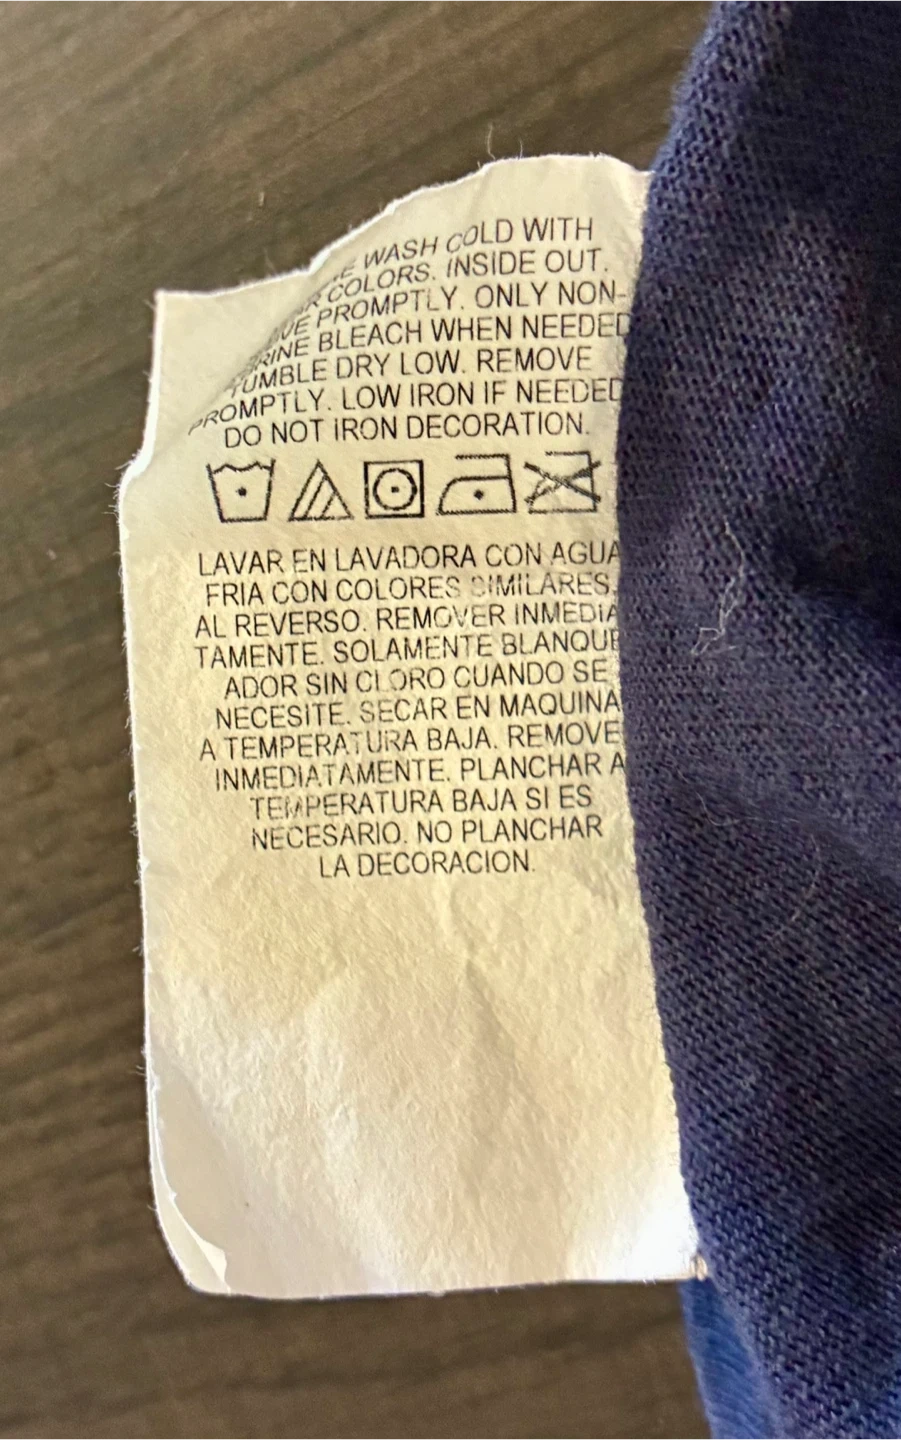 WASH COLD WITH
COLORS. INSIDE OUT.
PROMPTLY. ONLY NON-
BLEACH WHEN NEEDED
TUMBLE DRY LOW. REMOVE
PROMPTLY. LOW IRON IF NEEDED
DO NOT IRON DECORATION.
LAVAR EN LAVADORA CON AGUA
FRIA CON COLORES SIMILARES.
AL REVERSO. REMOVER INMEDIA
TAMENTE. SOLAMENTE BLANQUE
ADOR SIN CLORO CUANDO SE
NECESITE. SECAR EN MAQUINA
A TEMPERATURA BAJA. REMOVE
INMEDIATAMENTE. PLANCHAR A
TEMPERATURA BAJA SI ES
NECESARIO. NO PLANCHAR
LA DECORACION.